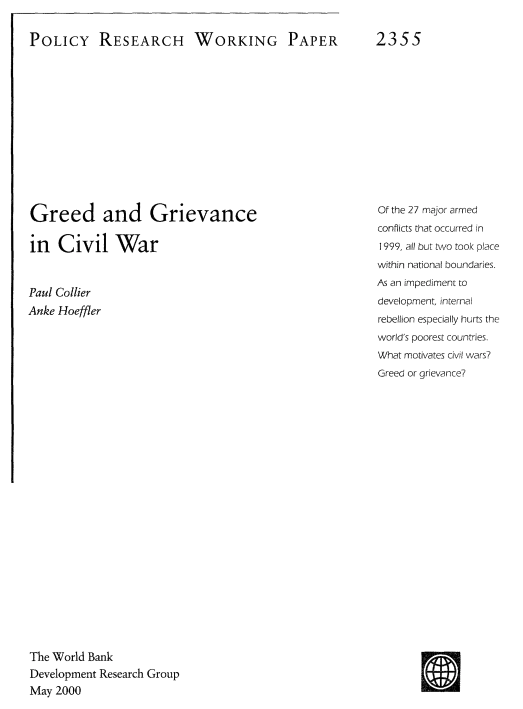 POLICY RESEARCH WORKING PAPER 2355
Greed and Grievance
in Civil War
Paul Collier
Anke Hoeffler
Of the 27 major armed
conflicts that occurred in
1999, all but two took place
within national boundaries.
As an impediment to
development, internal
rebellion especially hurts the
world's poorest countries.
What motivates civil wars?
Greed or grievance?
The World Bank
Development Research Group
May 2000